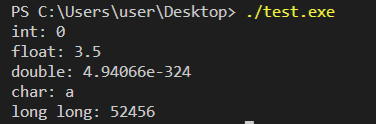 PS C:\Users\user\Desktop> ./test.exe
int: 0
float: 3.5
double: 4.94066e-324
char: a
long long: 52456